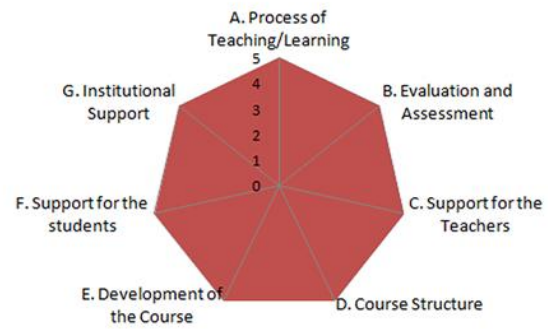 A. Process of
Teaching/Learning
5
4
3
2
1
0
B. Evaluation and
Assessment
C. Support for the
Teachers
D. Course Structure
E. Development of
the Course
F. Support for the
students
G. Institutional
Support